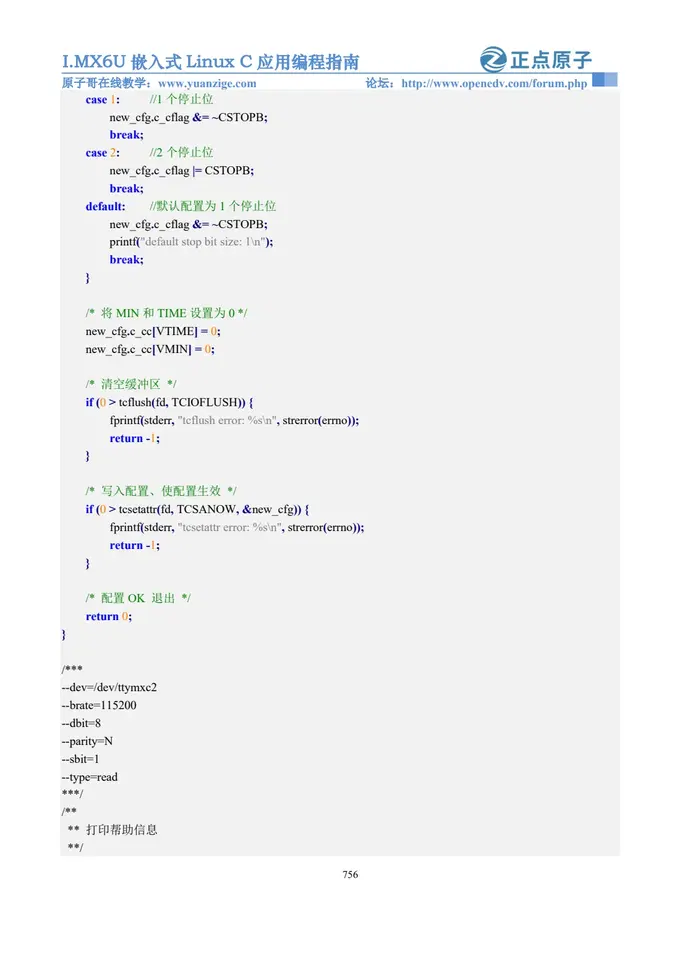 I.MX6U 嵌入式 Linux C 应用编程指南
正点原子
原子哥在线教学：www.yuanzige.com 论坛：http://www.openedv.com/forum.php
case 1: //1 个停止位
new_cfg.c_cflag &= ~CSTOPB;
break;
case 2: //2 个停止位
new_cfg.c_cflag |= CSTOPB;
break;
default: //默认配置为 1 个停止位
new_cfg.c_cflag &= ~CSTOPB;
printf("default stop bit size: 1\n");
break;
}
/* 将 MIN 和 TIME 设置为 0 */
new_cfg.c_cc[VTIME] = 0;
new_cfg.c_cc[VMIN] = 0;
/* 清空缓冲区 */
if (0 > tcflush(fd, TCIOFLUSH)) {
fprintf(stderr, "tcflush error: %s\n", strerror(errno));
return -1;
}
/* 写入配置、使配置生效 */
if (0 > tcsetattr(fd, TCSANOW, &new_cfg)) {
fprintf(stderr, "tcsetattr error: %s\n", strerror(errno));
return -1;
}
/* 配置 OK 退出 */
return 0;
}
/***
--dev=/dev/ttymxc2
--brate=115200
--dbit=8
--parity=N
--sbit=1
--type=read
***/
/**
** 打印帮助信息
**/
756